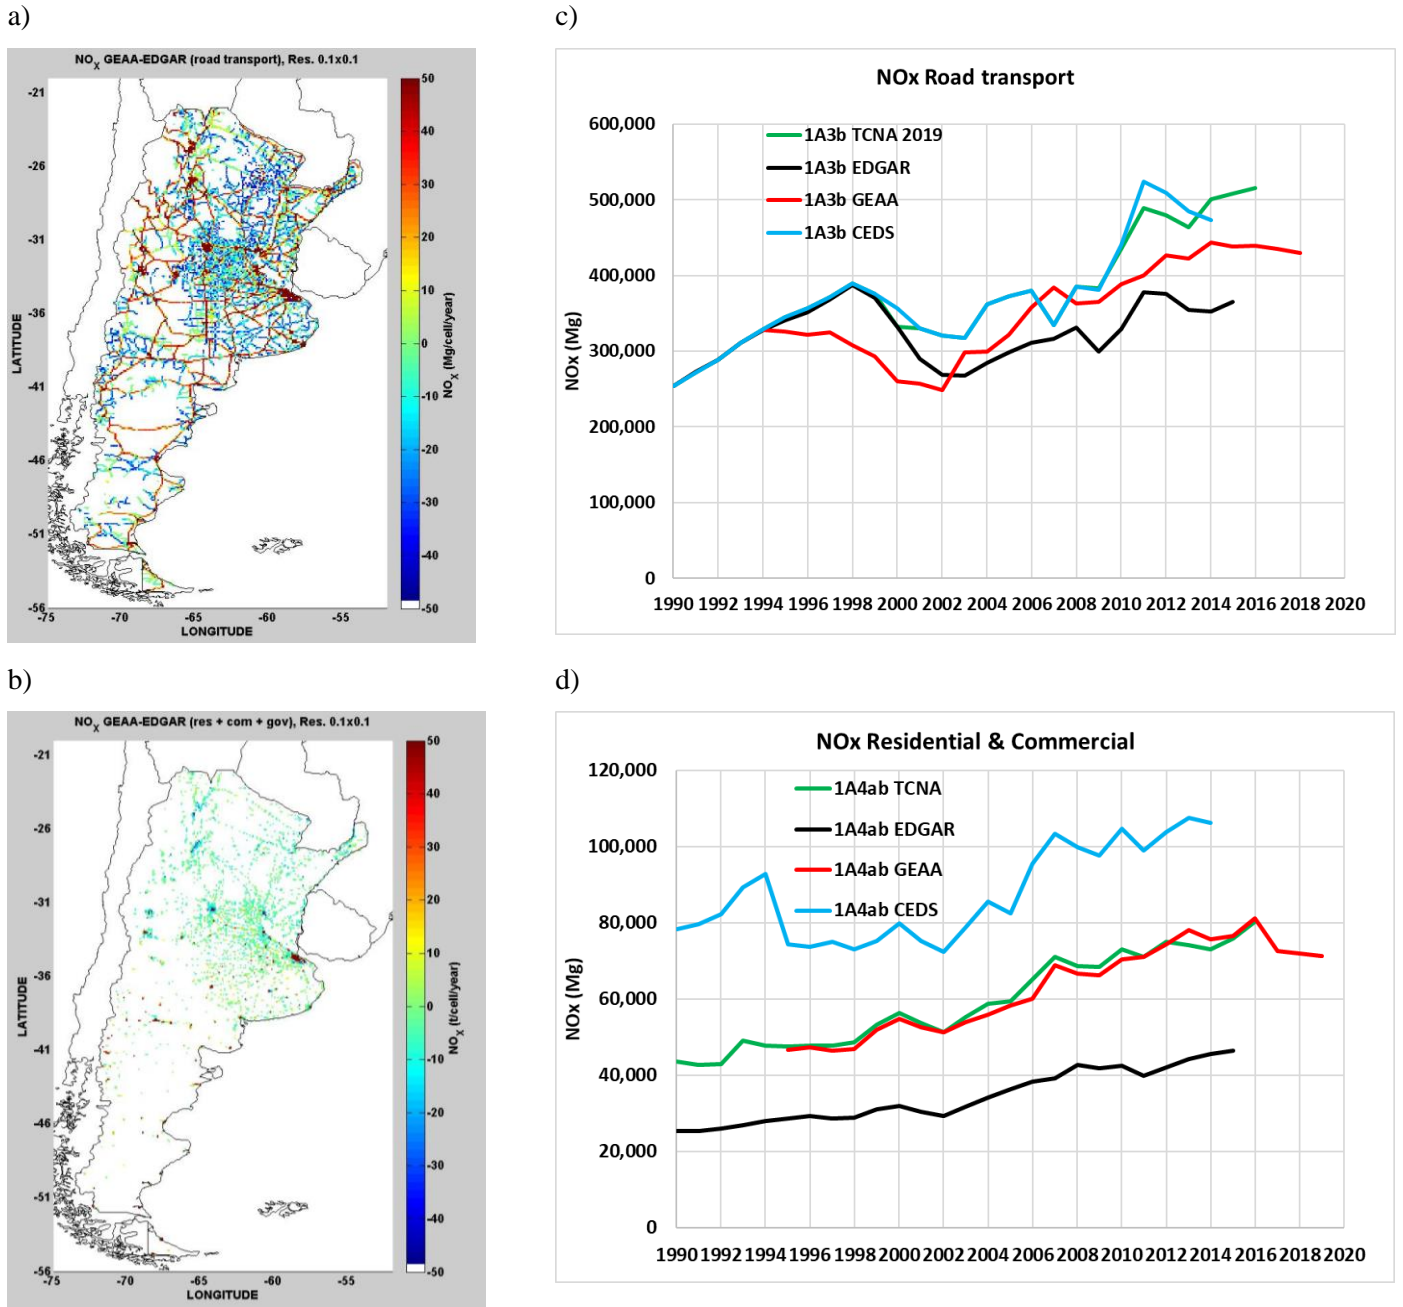 a)
NOX GEAA-EDGAR (road transport), Res. 0.1x0.1
-21
-26
-31
-36
-41
-46
-51
-56
LATITUDE
-75 -70 -65 -60 -55
LONGITUDE
50
40
30
20
10
0
-10
-20
-30
-40
-50
NOX (Mg/cell/year)
c)
NOx Road transport
600,000
500,000
400,000
300,000
200,000
100,000
0
NOx (Mg)
1A3b TCNA 2019
1A3b EDGAR
1A3b GEAA
1A3b CEDS
1990 1992 1994 1996 1998 2000 2002 2004 2006 2008 2010 2012 2014 2016 2018 2020
b)
NOX GEAA-EDGAR (res + com + gov), Res. 0.1x0.1
-21
-26
-31
-36
-41
-46
-51
-56
LATITUDE
-75 -70 -65 -60 -55
LONGITUDE
50
40
30
20
10
0
-10
-20
-30
-40
-50
NOX (t/cell/year)
d)
NOx Residential & Commercial
120,000
100,000
80,000
60,000
40,000
20,000
0
NOx (Mg)
1A4ab TCNA
1A4ab EDGAR
1A4ab GEAA
1A4ab CEDS
1990 1992 1994 1996 1998 2000 2002 2004 2006 2008 2010 2012 2014 2016 2018 2020